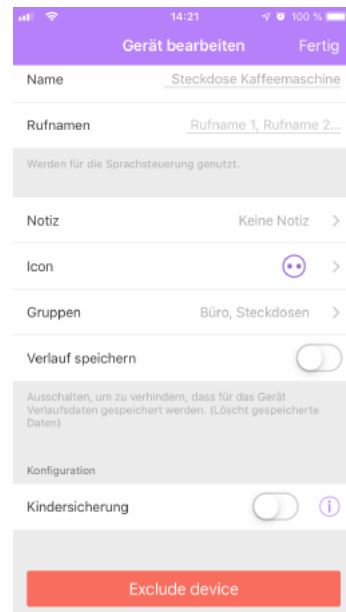 14:21 100 %
Gerät bearbeiten Fertig
Name Steckdose Kaffeemaschine
Rufnamen Rufname 1, Rufname 2...
Werden für die Sprachsteuerung genutzt.
Notiz Keine Notiz
Icon
Gruppen Büro, Steckdosen
Verlauf speichern
Ausschalten, um zu verhindern, dass für das Gerät
Verlaufsdaten gespeichert werden. (Löscht gespeicherte
Daten)
Konfiguration
Kindersicherung
Exclude device